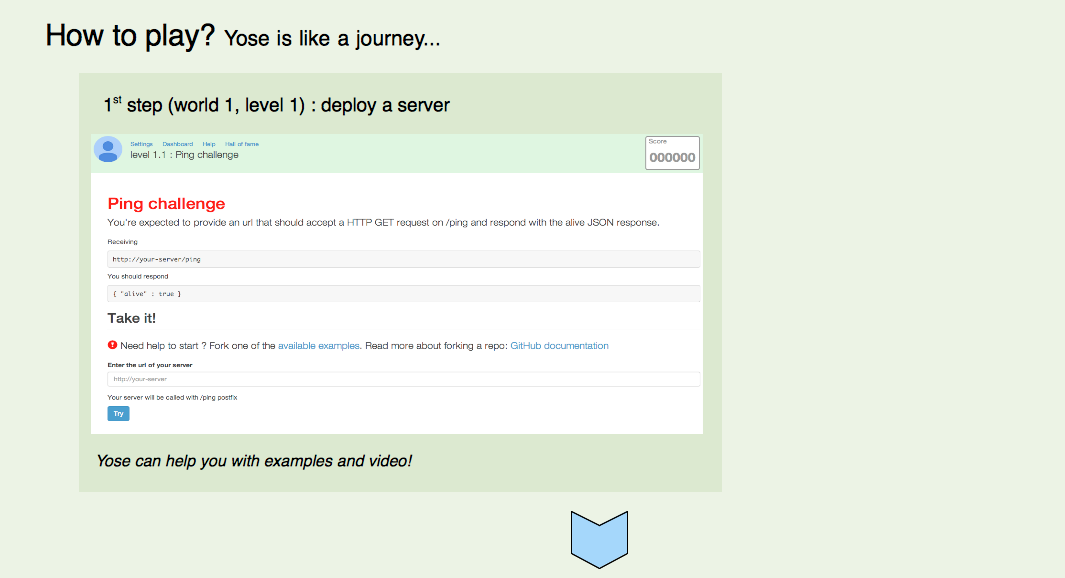 How to play? Yose is like a journey...
1st step (world 1, level 1) : deploy a server
Settings Dashboard Help Hall of fame
level 1.1 : Ping challenge
Score
000000
Ping challenge
You're expected to provide an url that should accept a HTTP GET request on /ping and respond with the alive JSON response.
Receiving
http://your-server/ping
You should respond
{ "alive" : true }
Take it!
Need help to start ? Fork one of the available examples. Read more about forking a repo: GitHub documentation
Enter the url of your server
http://your-server
Your server will be called with /ping postfix
Try
Yose can help you with examples and video!